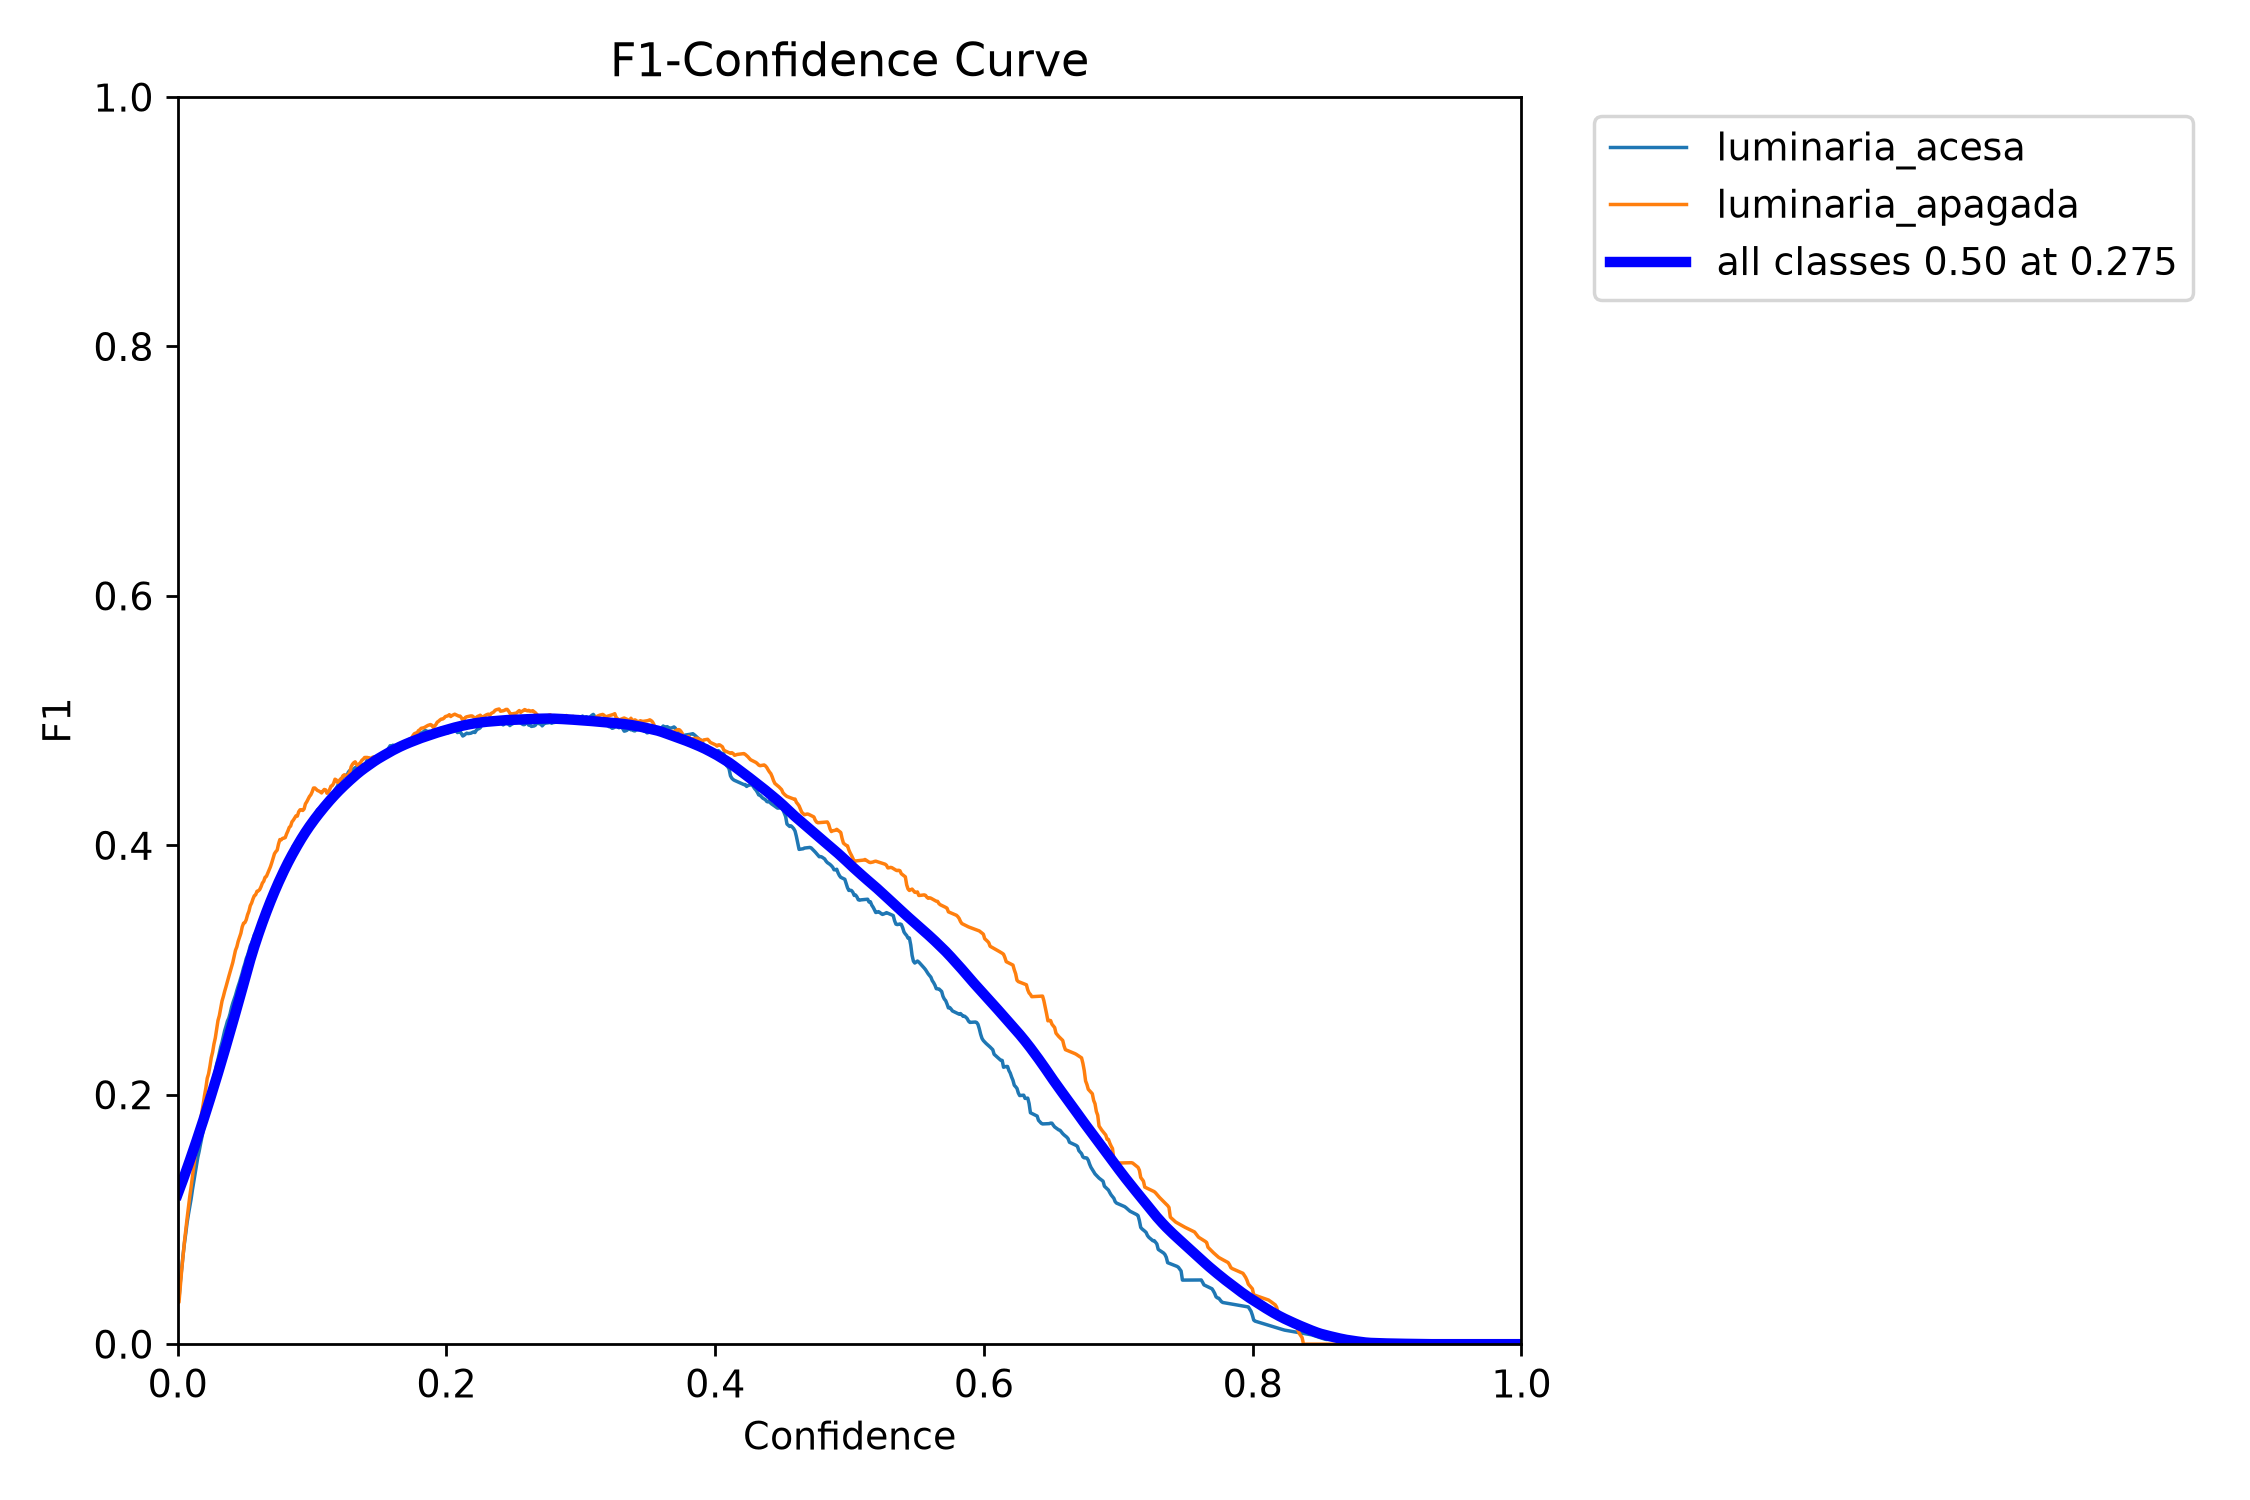 F1-Confidence Curve
luminaria_acesa
luminaria_apagada
all classes 0.50 at 0.275
F1
1.0
0.8
0.6
0.4
0.2
0.0
0.0 0.2 0.4 0.6 0.8 1.0
Confidence